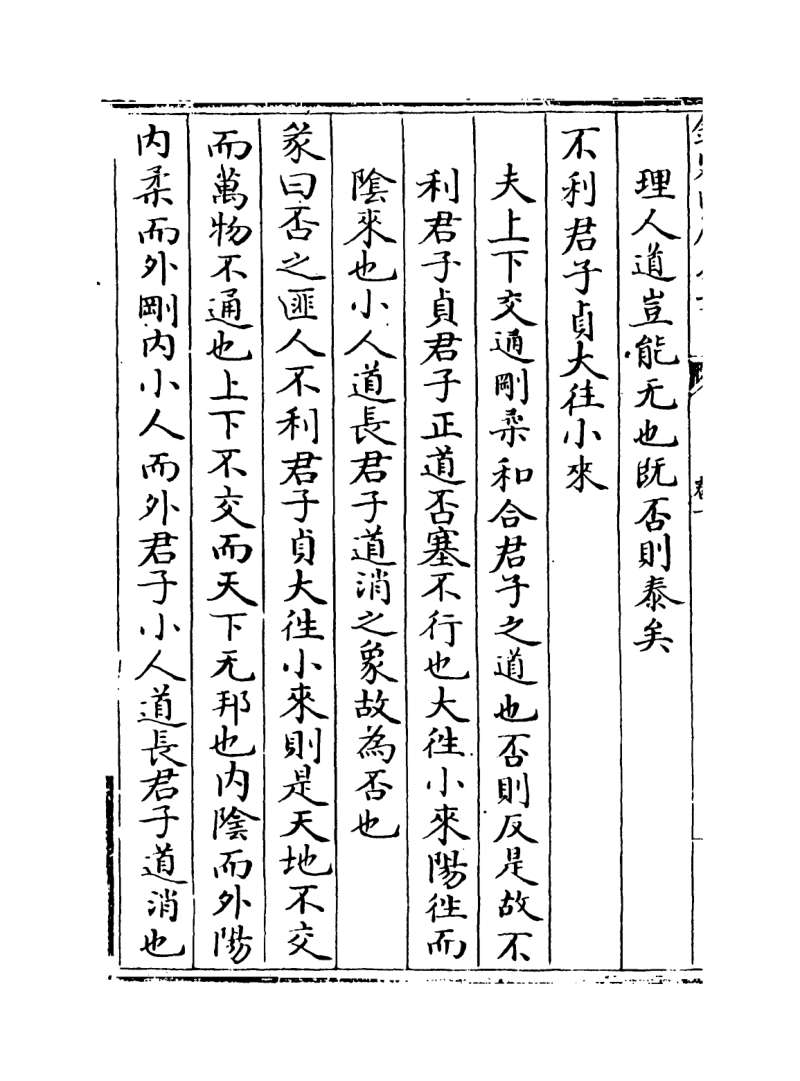 理人道豈能无也既否則泰矣
不利君子貞大往小來
夫上下交通剛柔和合君子之道也否則反是故不
利君子貞君子正道否塞不行也大往小來陽往而
陰來也小人道長君子道消之象故為否也
彖曰否之匪人不利君子貞大往小來則是天地不交
而萬物不通也上下不交而天下无邦也内陰而外陽
内柔而外剛内小人而外君子小人道長君子道消也